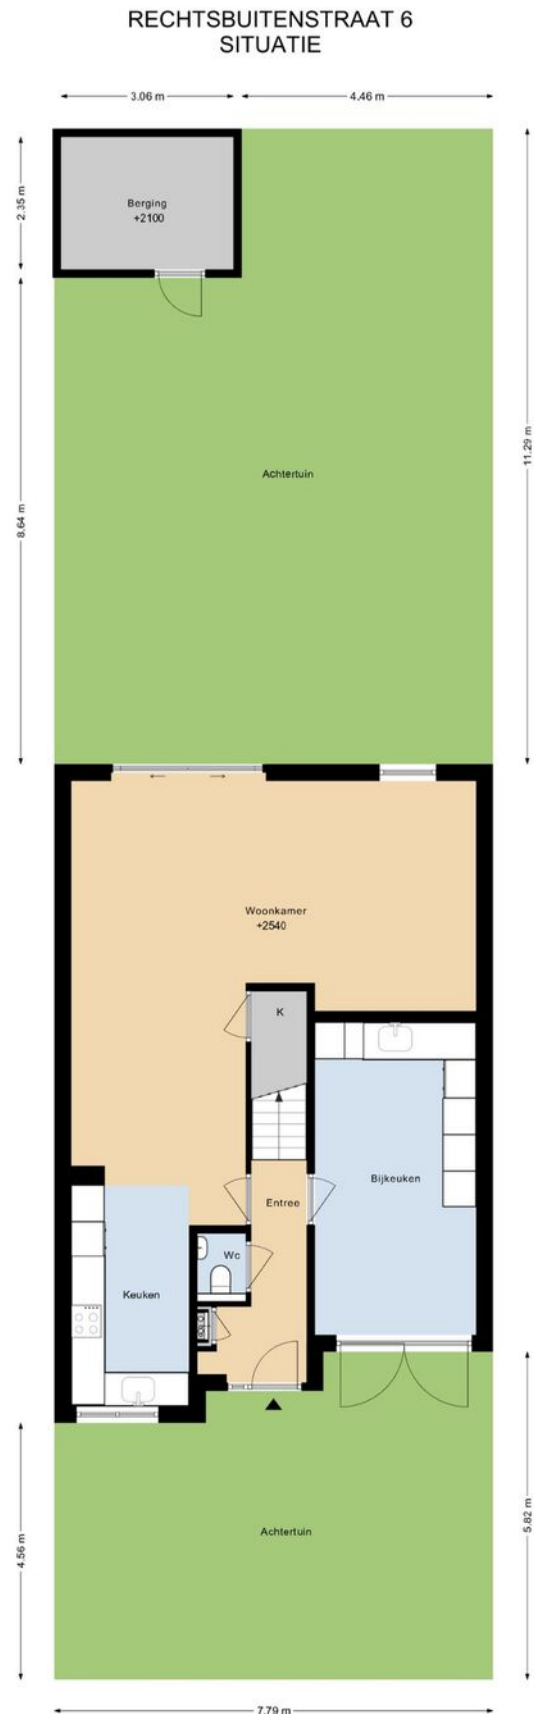 RECHTSBUITENSTRAAT 6
SITUATIE
3.06 m
4.46 m
2.35 m
Berging
+2100
11.29 m
Achtertuin
8.64 m
Woonkamer
+2540
K
Bijkeuken
Entree
Wc
Keuken
Achtertuin
4.56 m
5.82 m
7.79 m